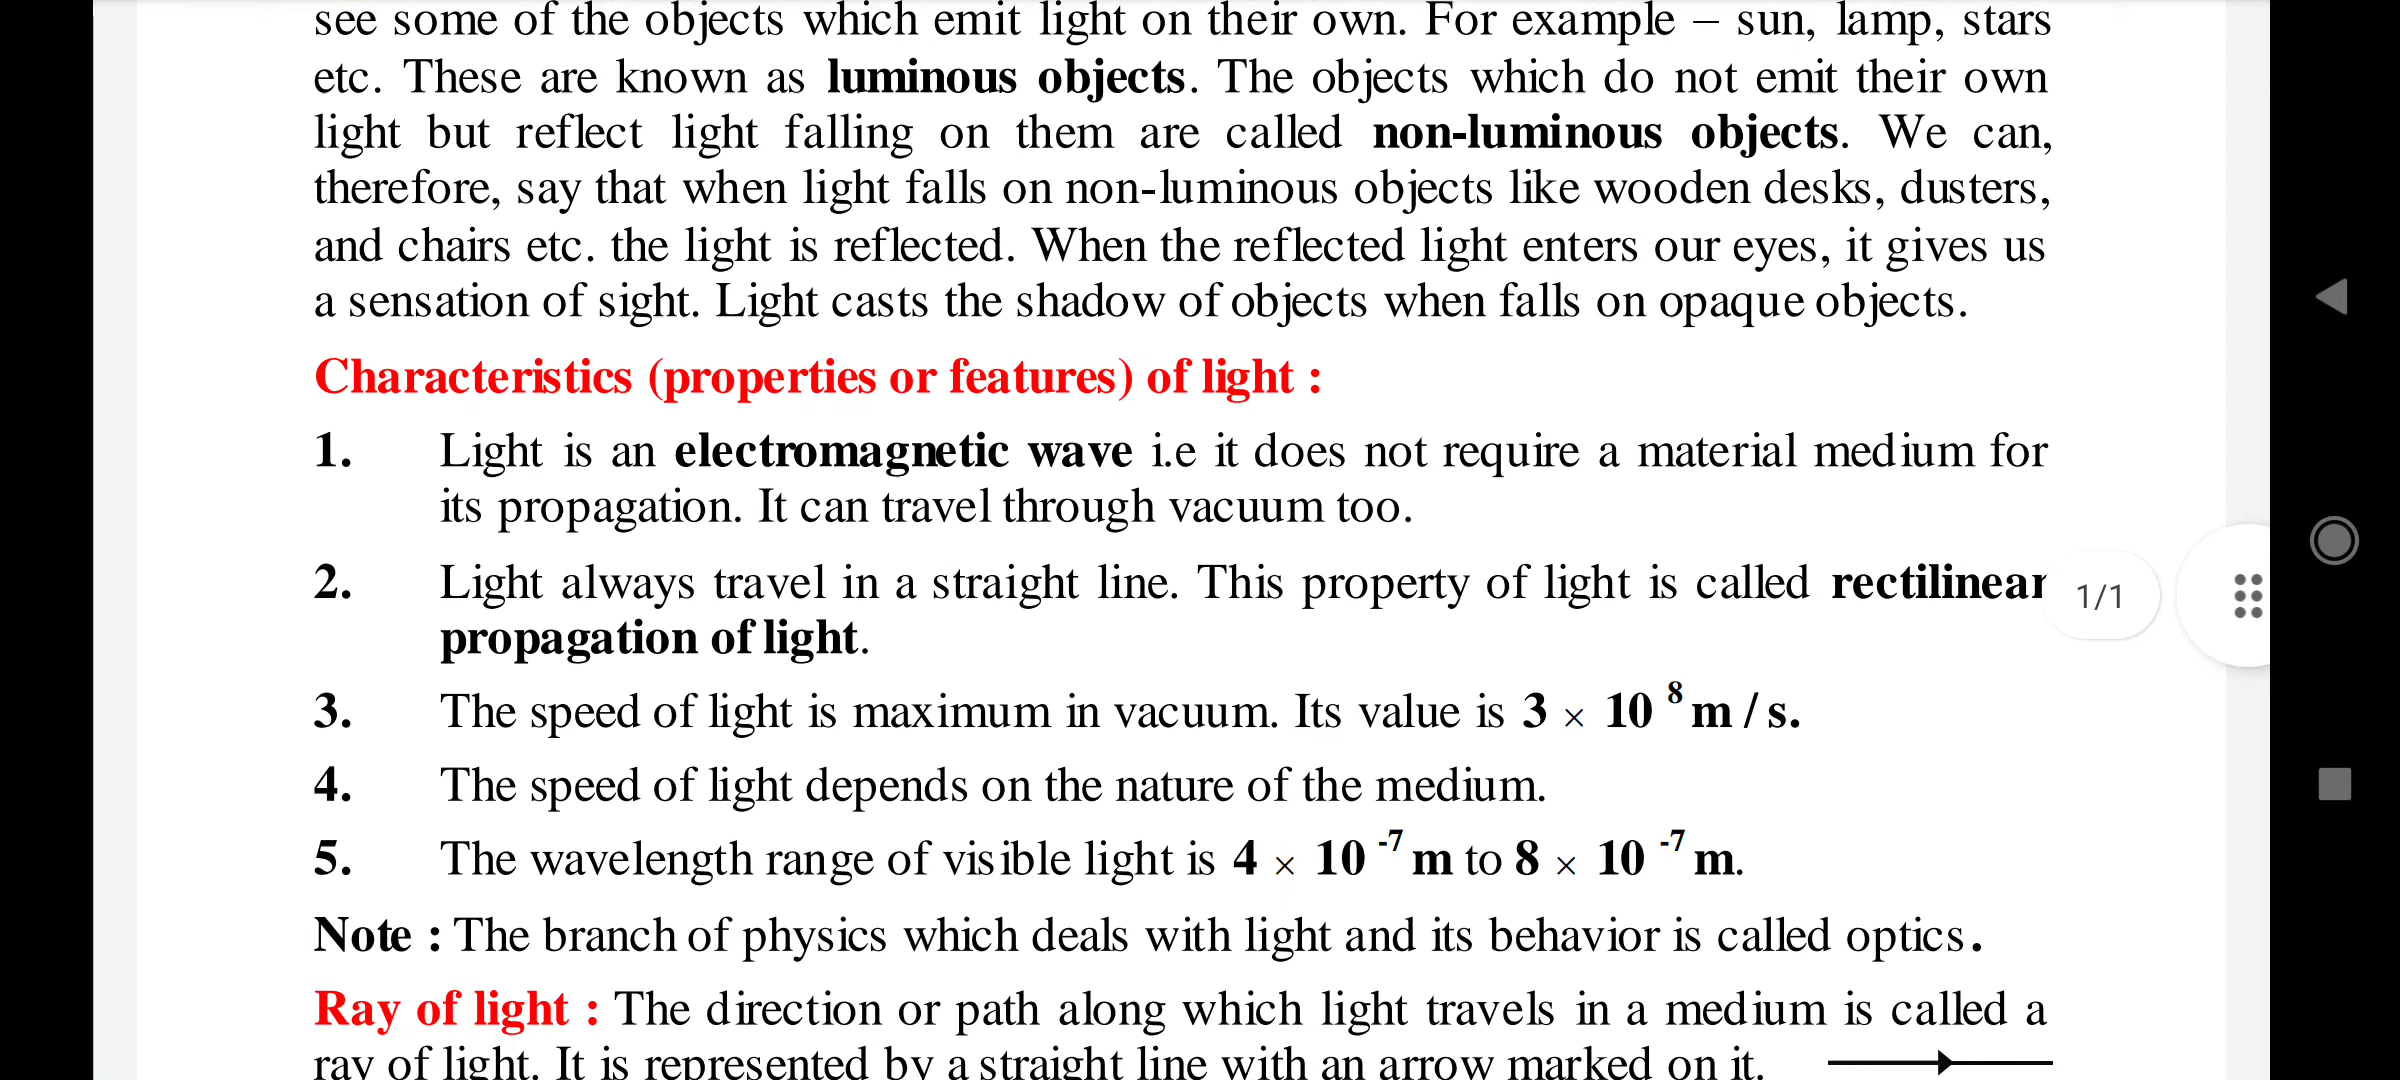 see some of the objects which emit light on their own. For example – sun, lamp, stars
etc. These are known as luminous objects. The objects which do not emit their own
light but reflect light falling on them are called non-luminous objects. We can,
therefore, say that when light falls on non-luminous objects like wooden desks, dusters,
and chairs etc. the light is reflected. When the reflected light enters our eyes, it gives us
a sensation of sight. Light casts the shadow of objects when falls on opaque objects.
Characteristics (properties or features) of light :
1. Light is an electromagnetic wave i.e it does not require a material medium for
its propagation. It can travel through vacuum too.
2. Light always travel in a straight line. This property of light is called rectilinear
propagation of light.
1/1
3. The speed of light is maximum in vacuum. Its value is 3 × 10 ⁸ m / s.
4. The speed of light depends on the nature of the medium.
5. The wavelength range of visible light is 4 × 10 ⁻⁷ m to 8 × 10 ⁻⁷ m.
Note : The branch of physics which deals with light and its behavior is called optics.
Ray of light : The direction or path along which light travels in a medium is called a
ray of light. It is represented by a straight line with an arrow marked on it.